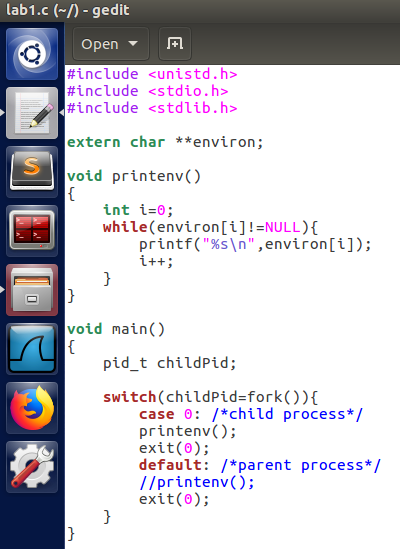 lab1.c (~/) - gedit
Open
#include <unistd.h>
#include <stdio.h>
#include <stdlib.h>

extern char **environ;

void printenv()
{
    int i=0;
    while(environ[i]!=NULL){
        printf("%s\n",environ[i]);
        i++;
    }
}

void main()
{
    pid_t childPid;

    switch(childPid=fork()){
        case 0: /*child process*/
        printenv();
        exit(0);
        default: /*parent process*/
        //printenv();
        exit(0);
    }
}